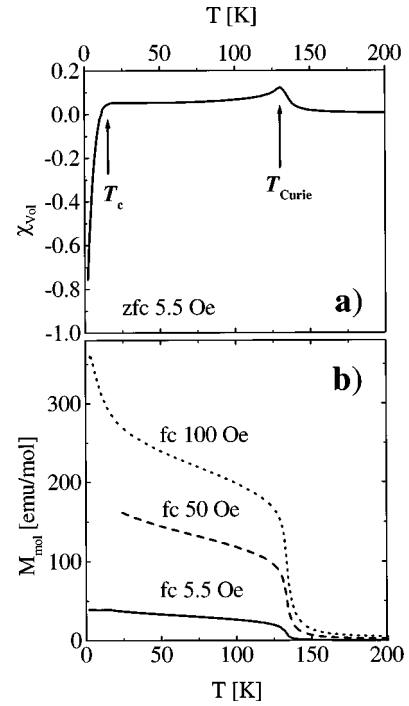 T [K]
0 50 100 150 200
0.2
0.0
-0.2
-0.4
-0.6
-0.8
-1.0
χVol
Tc
TCurie
zfc 5.5 Oe
a)
b)
300
200
100
0
Mmol [emu/mol]
fc 100 Oe
fc 50 Oe
fc 5.5 Oe
0 50 100 150 200
T [K]